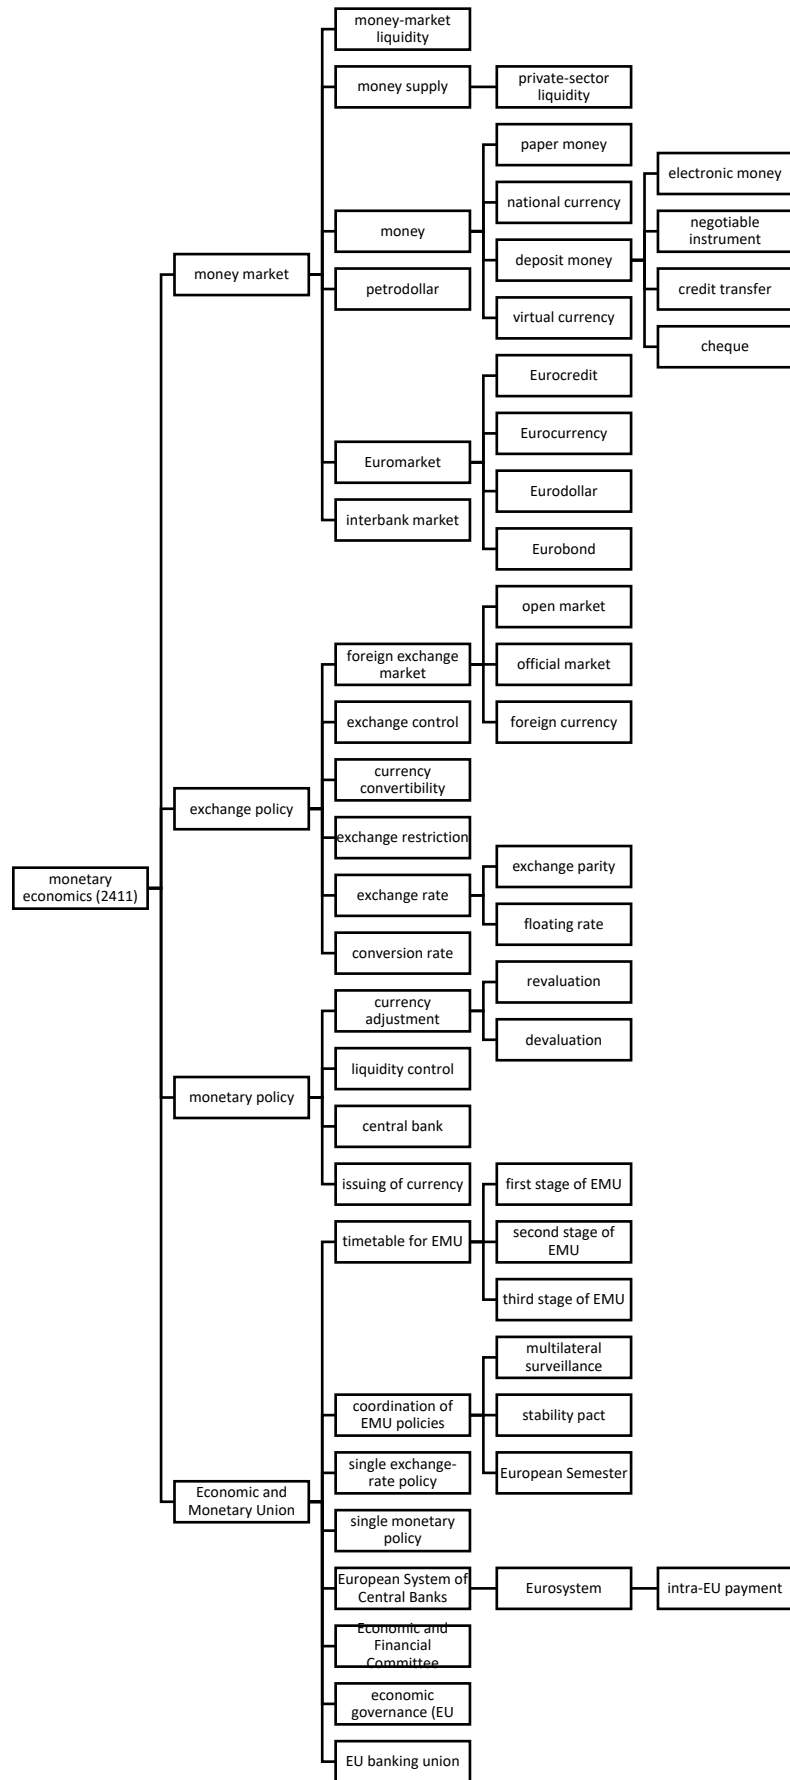 money-market
liquidity
money supply
private-sector
liquidity
paper money
electronic money
national currency
negotiable
instrument
money
deposit money
money market
petrodollar
credit transfer
virtual currency
cheque
Eurocredit
Eurocurrency
Euromarket
Eurodollar
interbank market
Eurobond
open market
foreign exchange
market
official market
exchange control
foreign currency
currency
convertibility
exchange policy
exchange restriction
exchange parity
monetary
economics (2411)
exchange rate
floating rate
conversion rate
revaluation
currency
adjustment
devaluation
liquidity control
monetary policy
central bank
issuing of currency
first stage of EMU
timetable for EMU
second stage of
EMU
third stage of EMU
multilateral
surveillance
coordination of
EMU policies
stability pact
single exchange-
rate policy
European Semester
Economic and
Monetary Union
single monetary
policy
European System of
Central Banks
Eurosystem
intra-EU payment
Economic and
Financial
Committee
economic
governance (EU
EU banking union